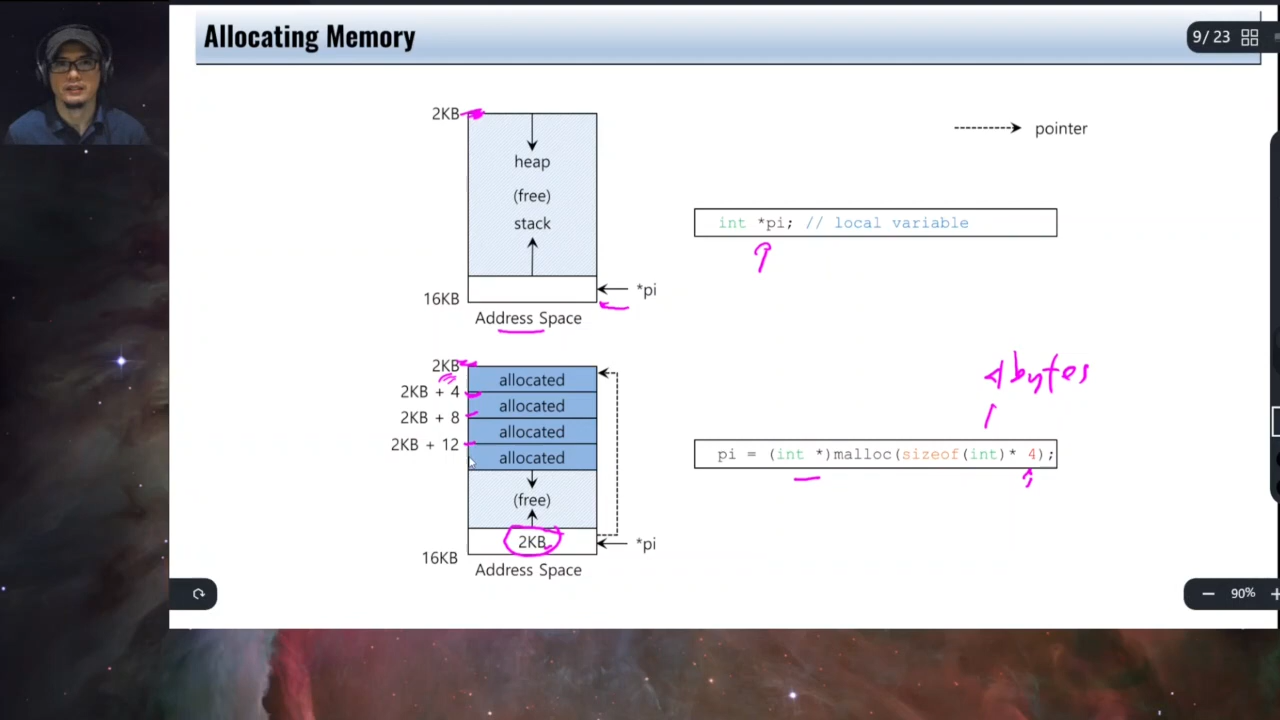 Allocating Memory
9/ 23
2KB
pointer
heap
(free)
stack
int *pi; // local variable
*pi
16KB
Address Space
2KB
allocated
4 bytes
2KB + 4
allocated
2KB + 8
allocated
2KB + 12
allocated
pi = (int *)malloc(sizeof(int)* 4);
(free)
2KB
*pi
16KB
Address Space
90%